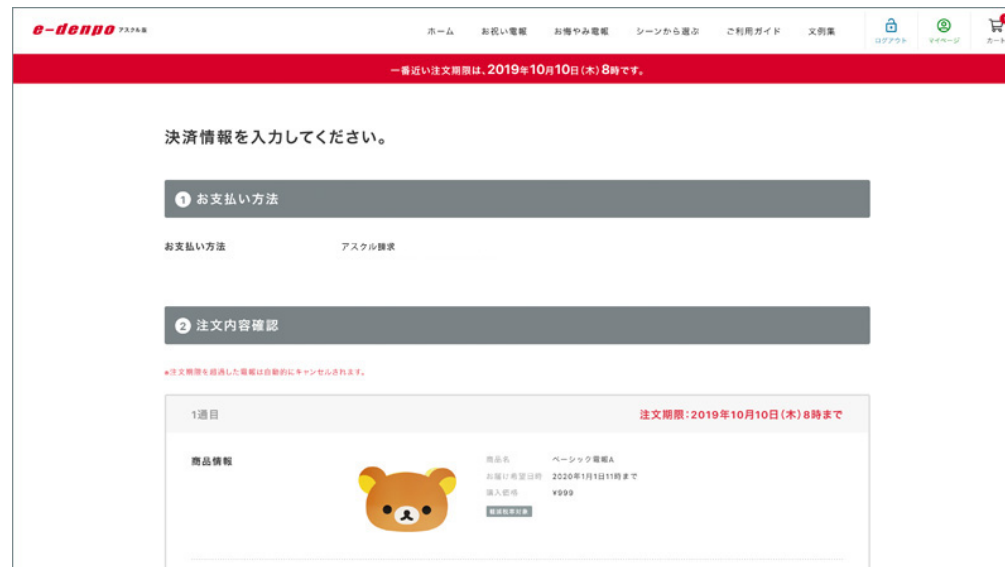 e-denpo アスクル版
ホーム お祝い電報 お悔やみ電報 シーンから選ぶ ご利用ガイド 文例集 ログアウト マイページ カート
一番近い注文期限は、2019年10月10日(木)8時です。
決済情報を入力してください。
1 お支払い方法
お支払い方法 アスクル請求
2 注文内容確認
※注文期限を超過した電報は自動的にキャンセルされます。
1通目 注文期限：2019年10月10日(木)8時まで
商品情報
商品名 ベーシック電報A
お届け希望日時 2020年1月1日11時まで
購入価格 ¥999
軽減税率対象